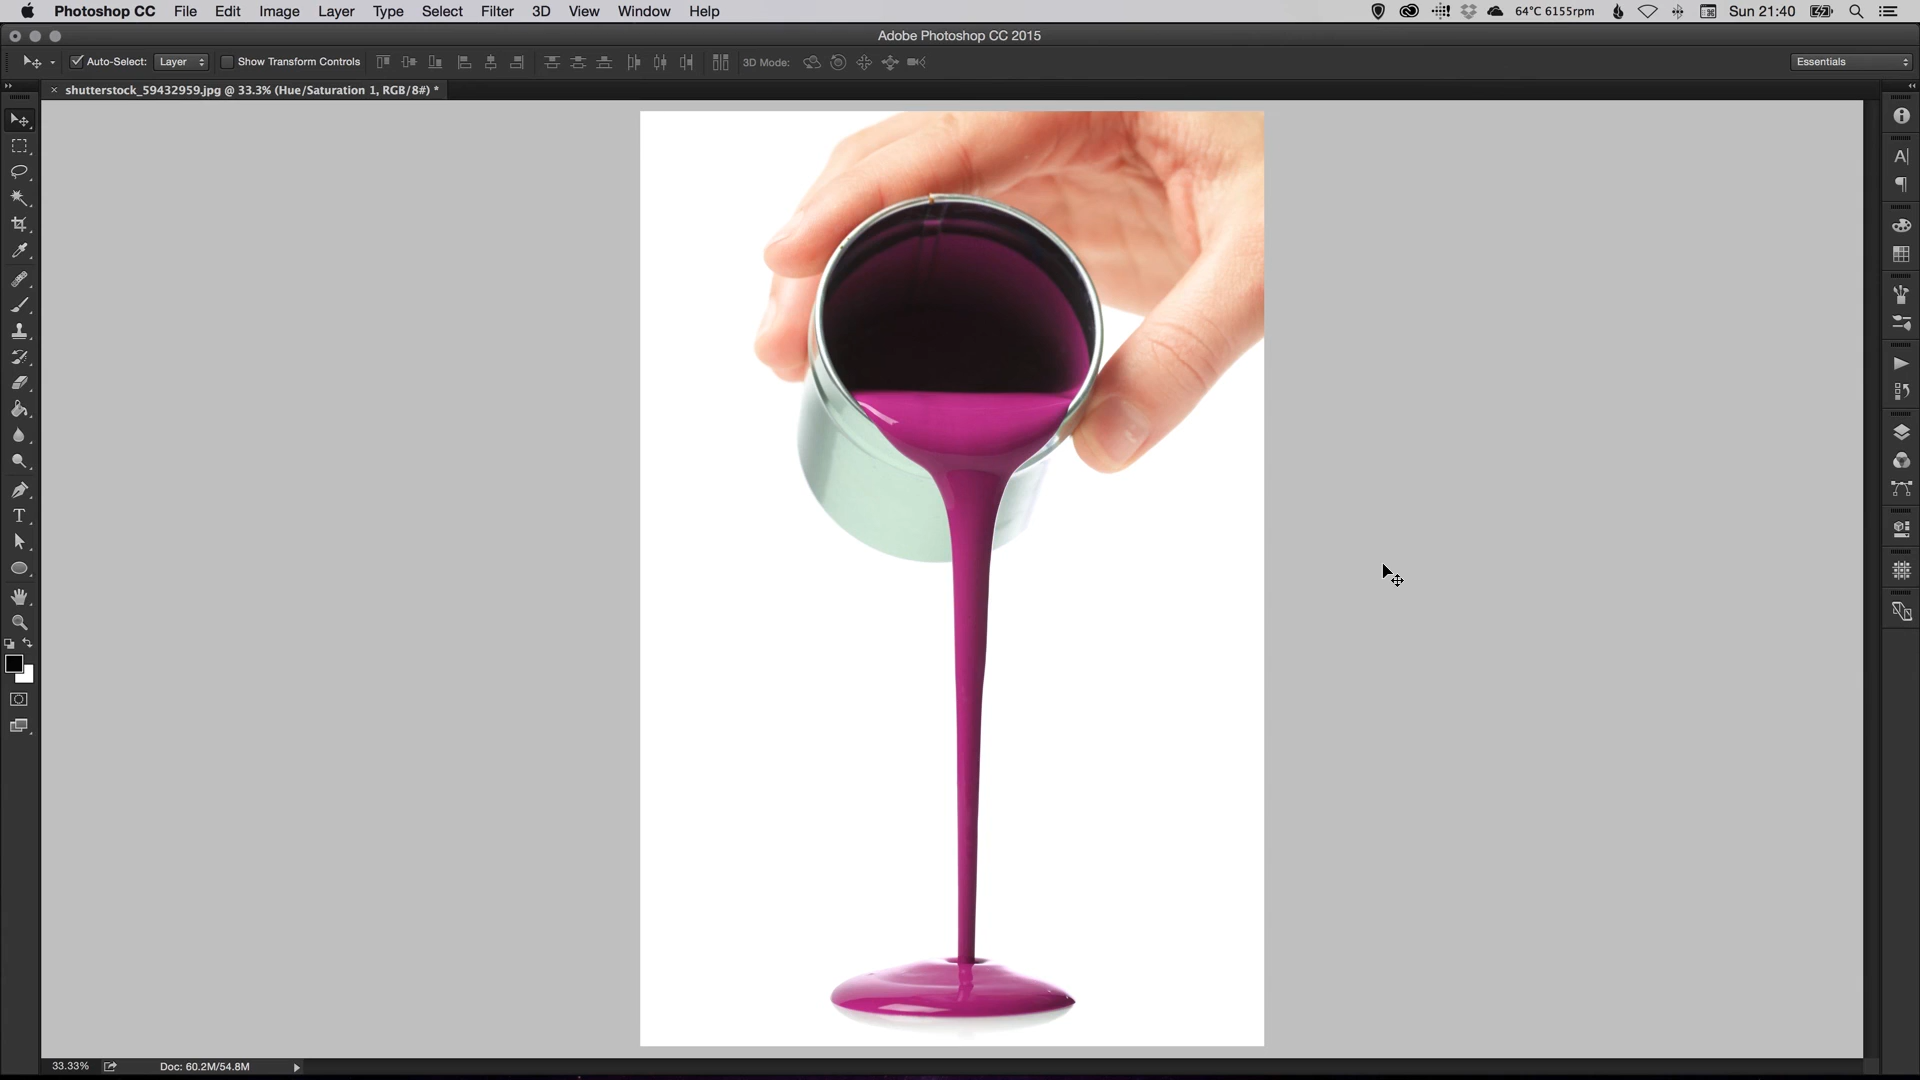 Photoshop CC File Edit Image Layer Type Select Filter 3D View Window Help 64°C 6155rpm Sun 21:40
Adobe Photoshop CC 2015
Auto-Select: Layer Show Transform Controls 3D Mode: Essentials
× shutterstock_59432959.jpg @ 33.3% (Hue/Saturation 1, RGB/8#) *
33.33% Doc: 60.2M/54.8M